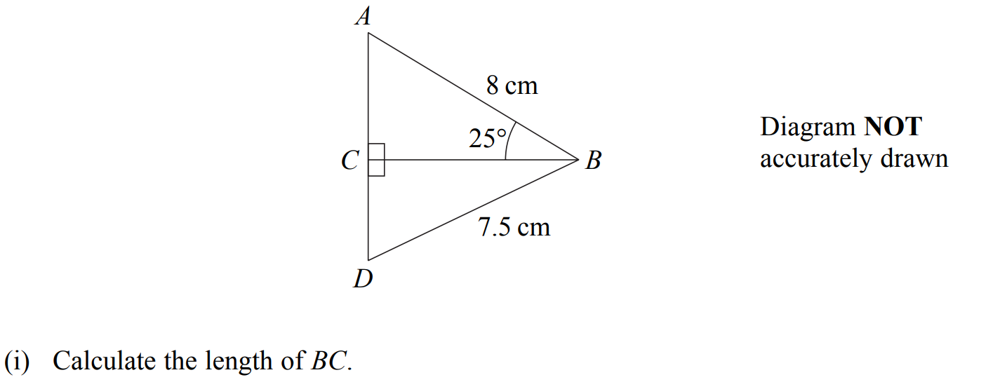 A
8 cm
25°
C
B
Diagram NOT
accurately drawn
7.5 cm
D
(i) Calculate the length of BC.